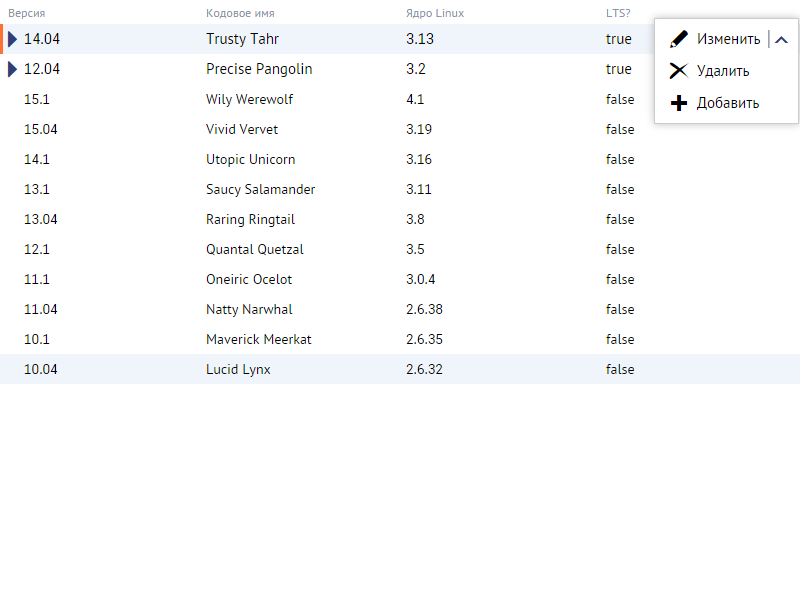 Версия Кодовое имя Ядро Linux LTS?
14.04 Trusty Tahr 3.13 true Изменить
12.04 Precise Pangolin 3.2 true Удалить
15.1 Wily Werewolf 4.1 false Добавить
15.04 Vivid Vervet 3.19 false
14.1 Utopic Unicorn 3.16 false
13.1 Saucy Salamander 3.11 false
13.04 Raring Ringtail 3.8 false
12.1 Quantal Quetzal 3.5 false
11.1 Oneiric Ocelot 3.0.4 false
11.04 Natty Narwhal 2.6.38 false
10.1 Maverick Meerkat 2.6.35 false
10.04 Lucid Lynx 2.6.32 false